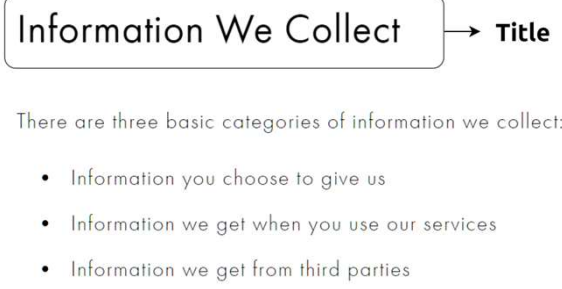 Information We Collect
Title
There are three basic categories of information we collect:
• Information you choose to give us
• Information we get when you use our services
• Information we get from third parties